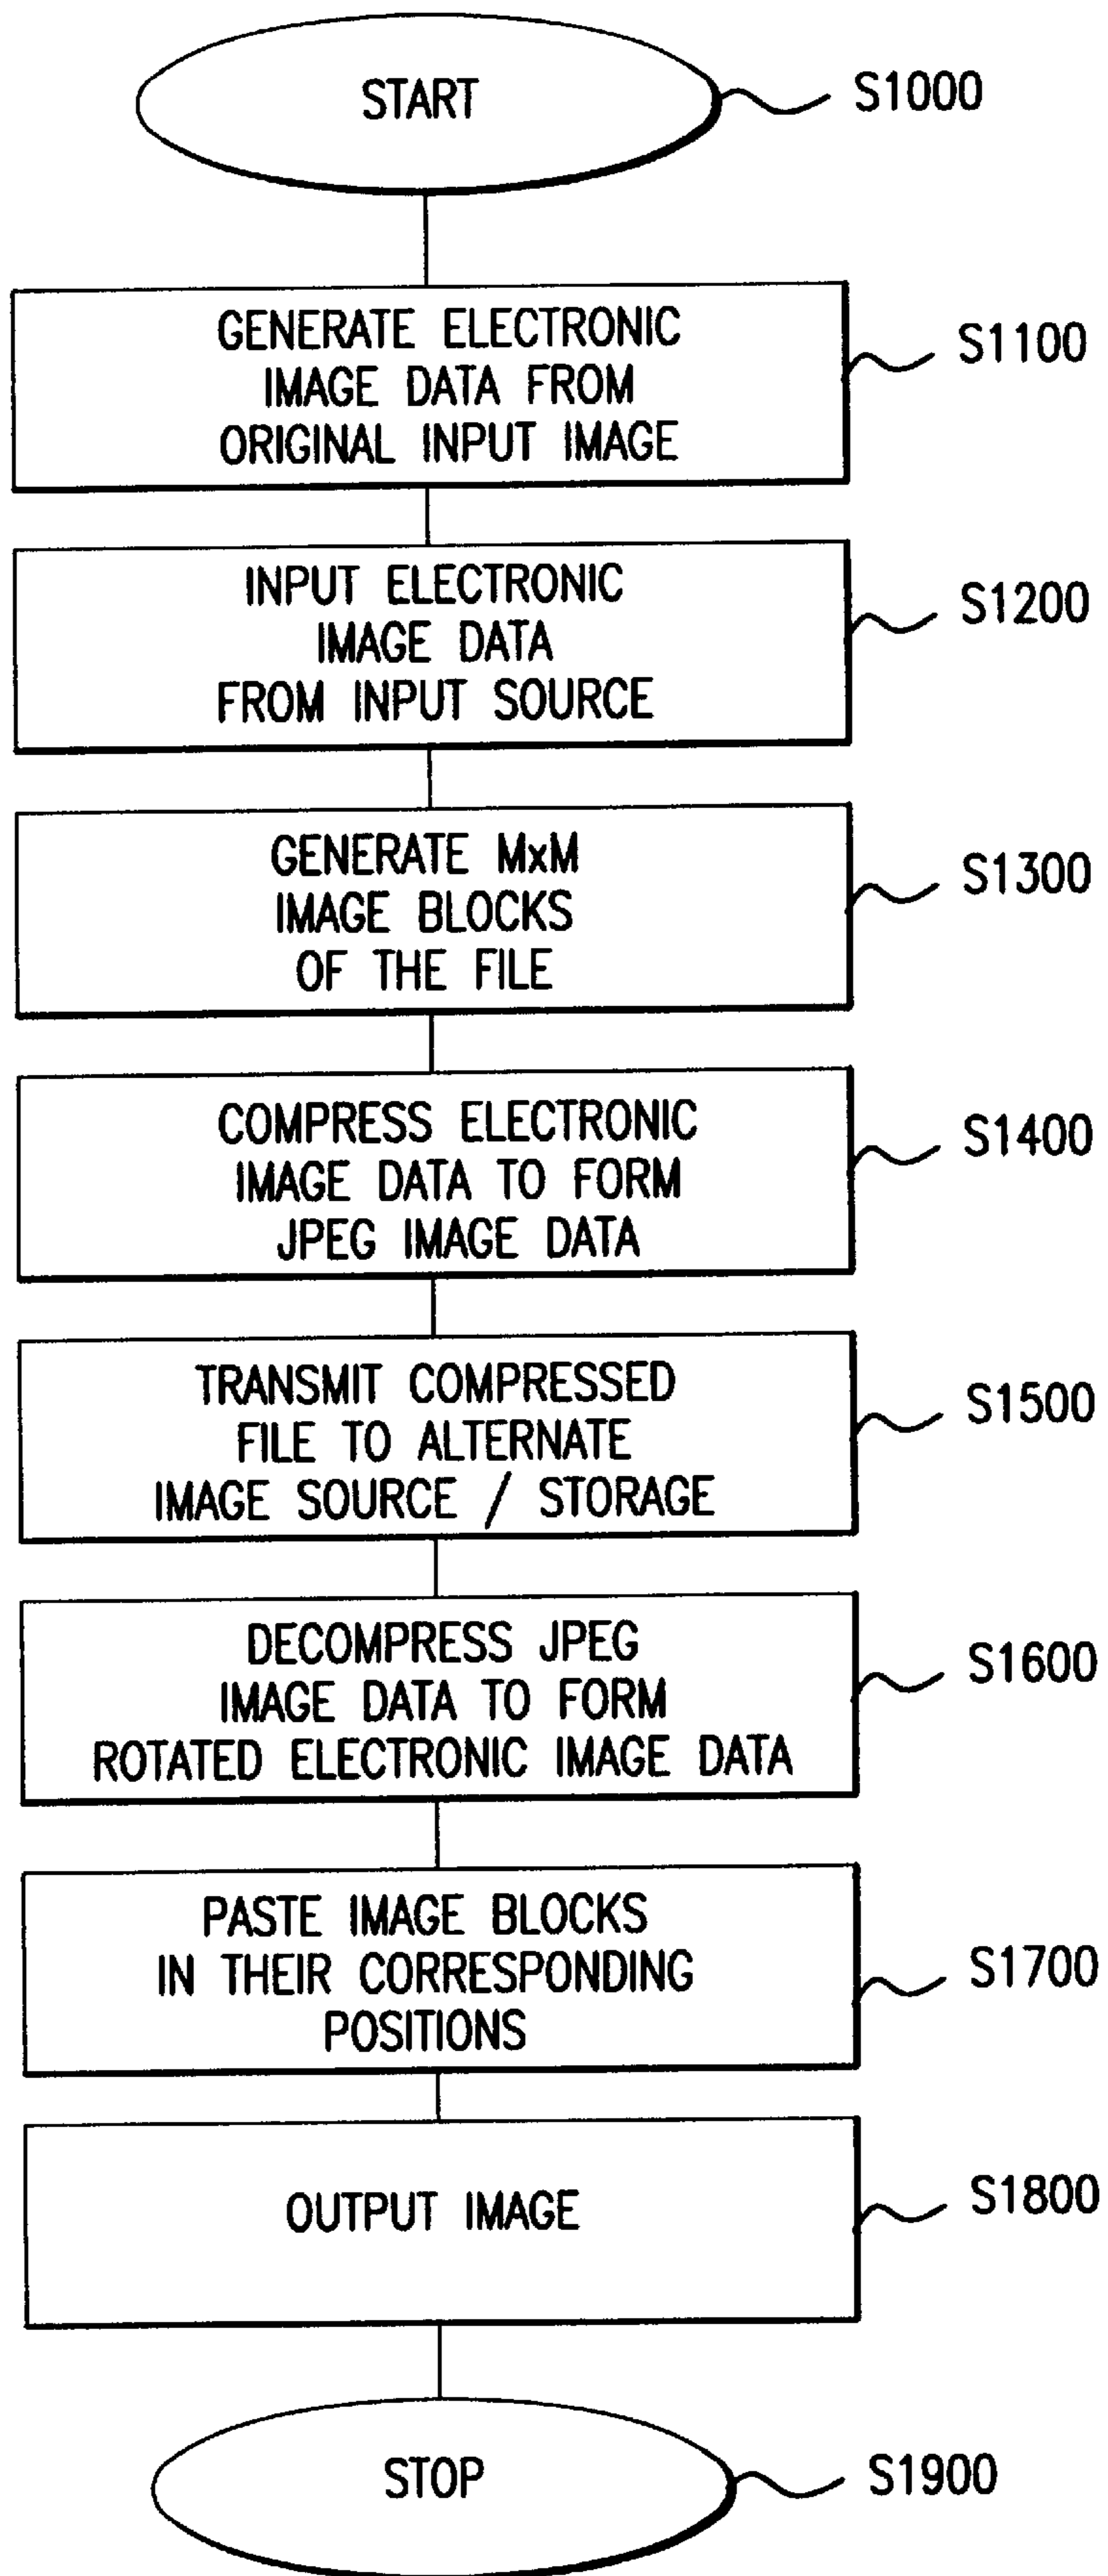 START
S1000
GENERATE ELECTRONIC
IMAGE DATA FROM
ORIGINAL INPUT IMAGE
S1100
INPUT ELECTRONIC
IMAGE DATA
FROM INPUT SOURCE
S1200
GENERATE MxM
IMAGE BLOCKS
OF THE FILE
S1300
COMPRESS ELECTRONIC
IMAGE DATA TO FORM
JPEG IMAGE DATA
S1400
TRANSMIT COMPRESSED
FILE TO ALTERNATE
IMAGE SOURCE / STORAGE
S1500
DECOMPRESS JPEG
IMAGE DATA TO FORM
ROTATED ELECTRONIC IMAGE DATA
S1600
PASTE IMAGE BLOCKS
IN THEIR CORRESPONDING
POSITIONS
S1700
OUTPUT IMAGE
S1800
STOP
S1900